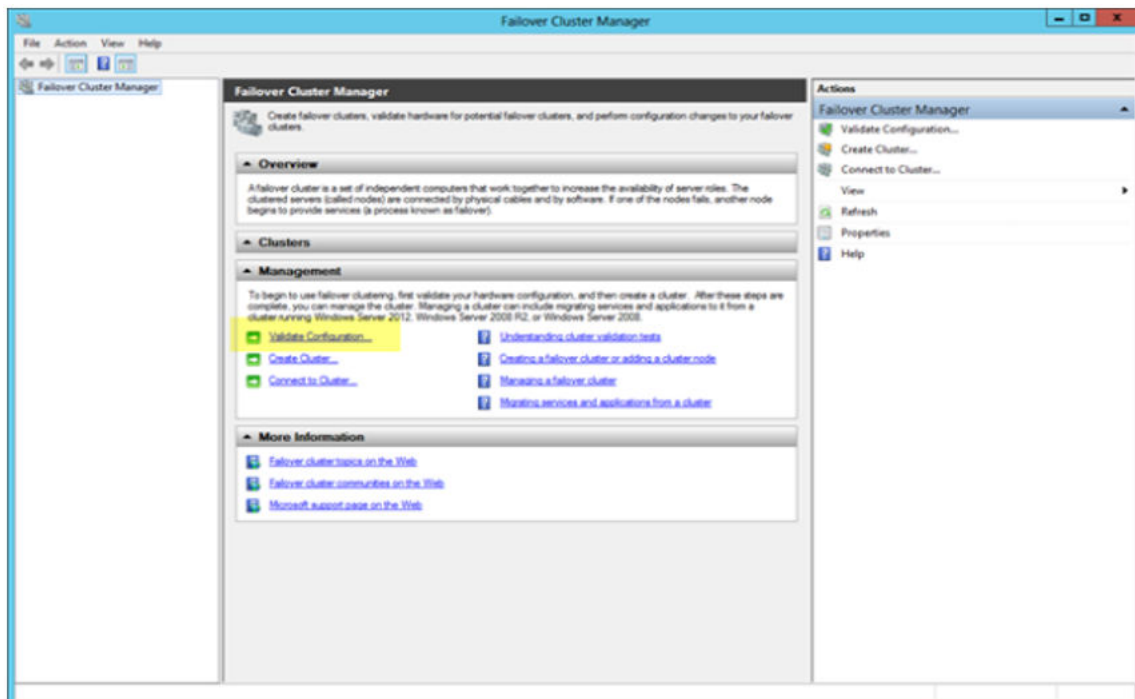 Failover Cluster Manager
File Action View Help
Failover Cluster Manager
Failover Cluster Manager
Create failover clusters, validate hardware for potential failover clusters, and perform configuration changes to your failover
clusters.
Overview
A failover cluster is a set of independent computers that work together to increase the availability of server roles. The
clustered servers (called nodes) are connected by physical cables and by software. If one of the nodes fails, another node
begins to provide services (a process known as failover).
Clusters
Management
To begin to use failover clustering, first validate your hardware configuration, and then create a cluster. After these steps are
complete, you can manage the cluster. Managing a cluster can include migrating services and applications to it from a
cluster running Windows Server 2012, Windows Server 2008 R2, or Windows Server 2008.
Validate Configuration...
Create Cluster...
Connect to Cluster...
Understanding cluster validation tests
Creating a failover cluster or adding a cluster node
Managing a failover cluster
Migrating services and applications from a cluster
More Information
Failover cluster topics on the Web
Failover cluster communities on the Web
Microsoft support page on the Web
Actions
Failover Cluster Manager
Validate Configuration...
Create Cluster...
Connect to Cluster...
View
Refresh
Properties
Help